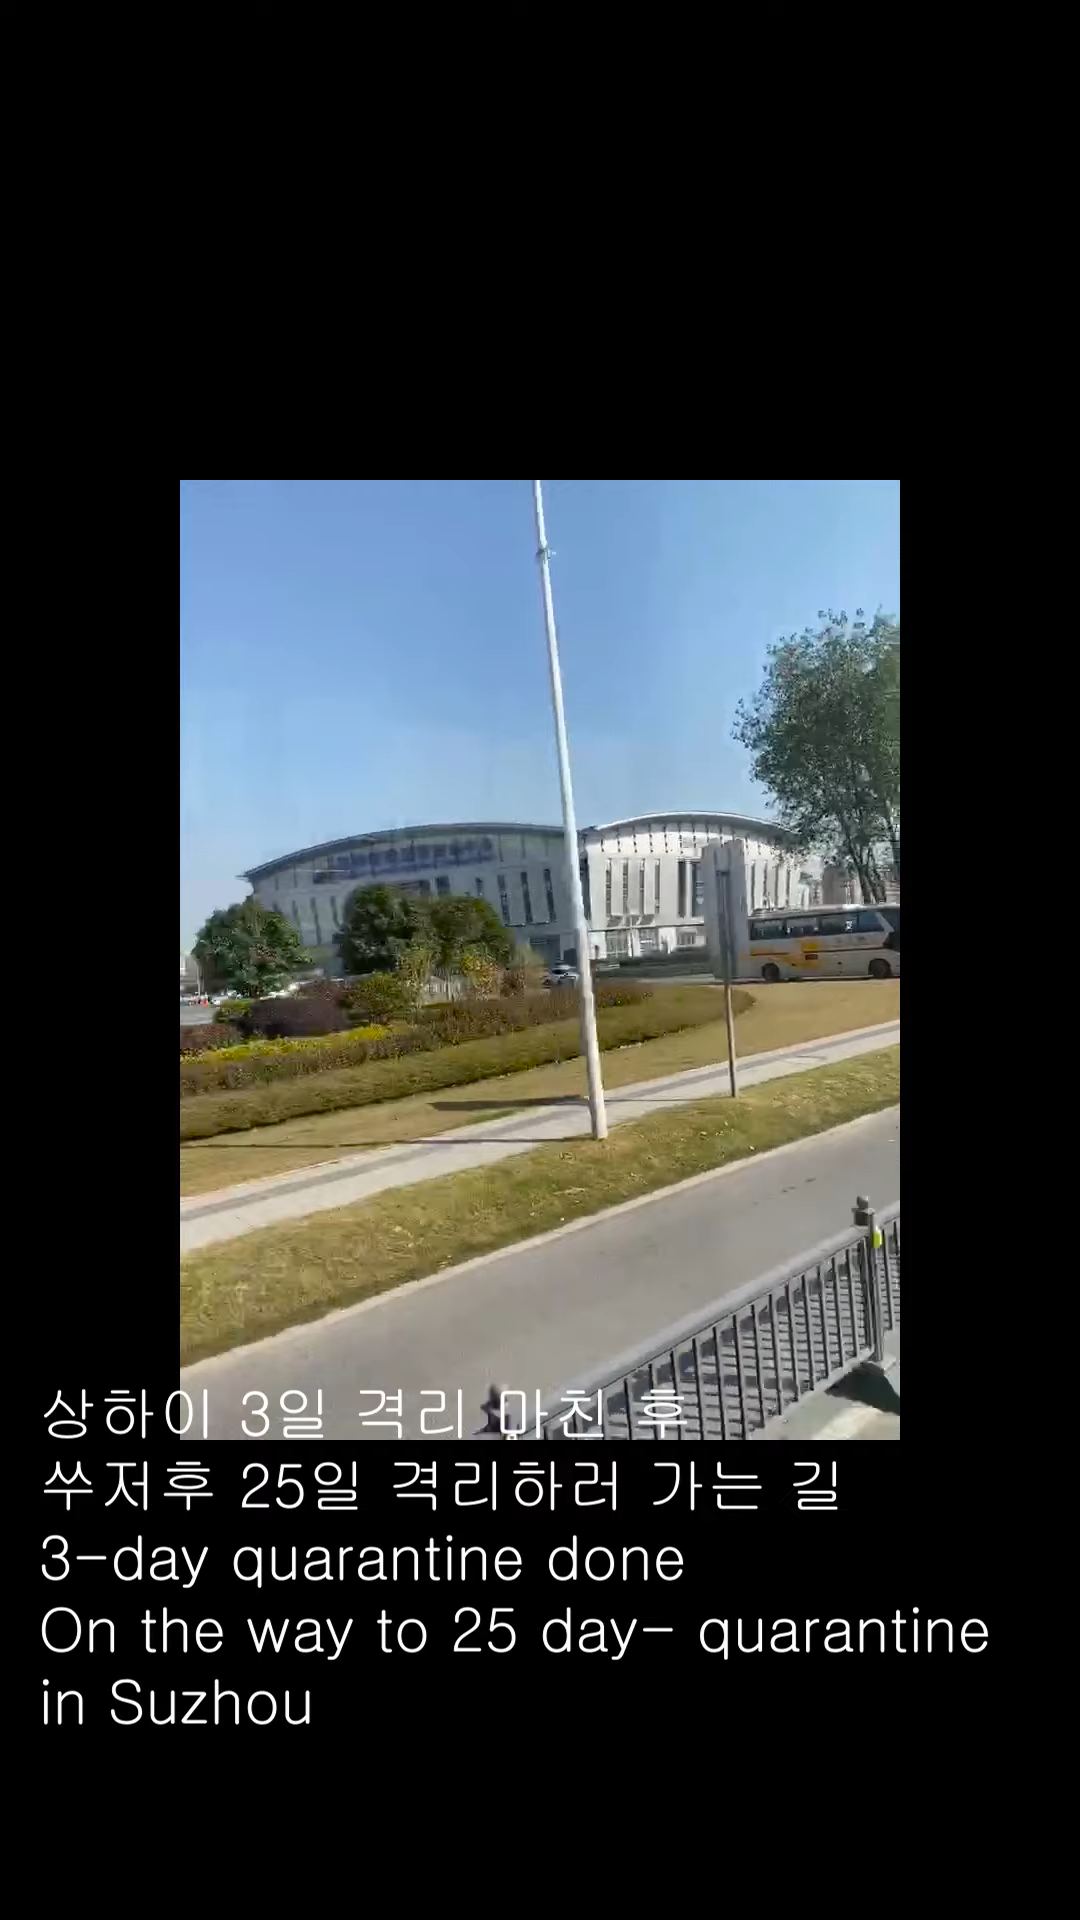 상하이 3일 격리 마친 후
쑤저후 25일 격리하러 가는 길
3-day quarantine done
On the way to 25 day- quarantine
in Suzhou